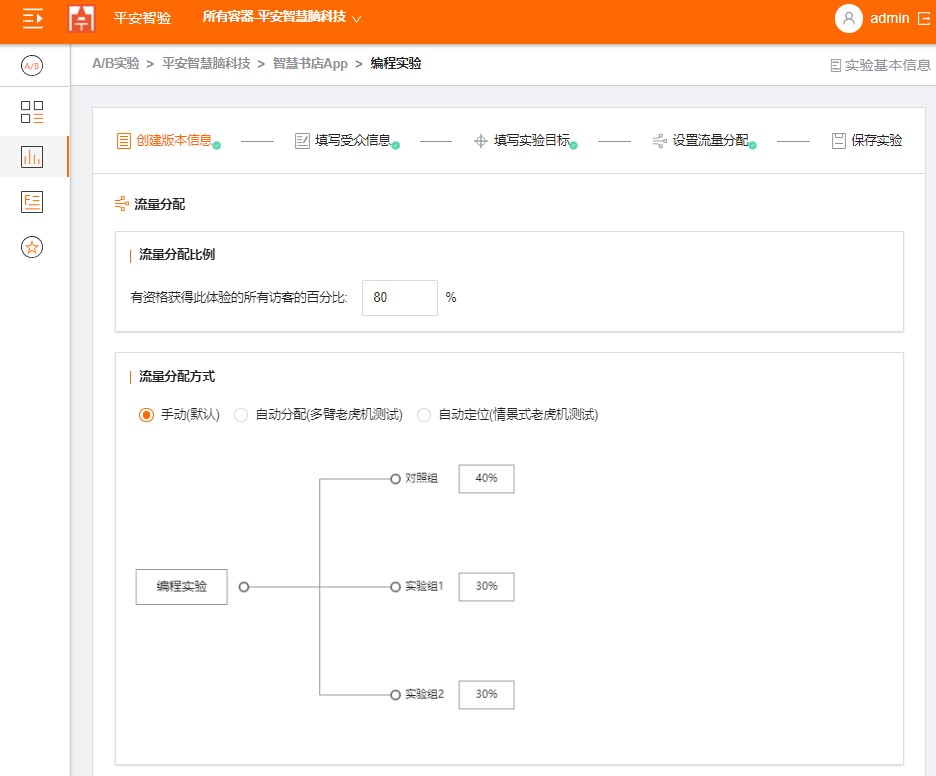 平安智验 所有容器-平安智慧脑科技 admin
A/B
A/B实验 > 平安智慧脑科技 > 智慧书店App > 编程实验 实验基本信息
创建版本信息 填写受众信息 填写实验目标 设置流量分配 保存实验
流量分配
流量分配比例
有资格获得此体验的所有访客的百分比: 80 %
流量分配方式
手动(默认) 自动分配(多臂老虎机测试) 自动定位(情景式老虎机测试)
对照组 40%
编程实验 实验组1 30%
实验组2 30%